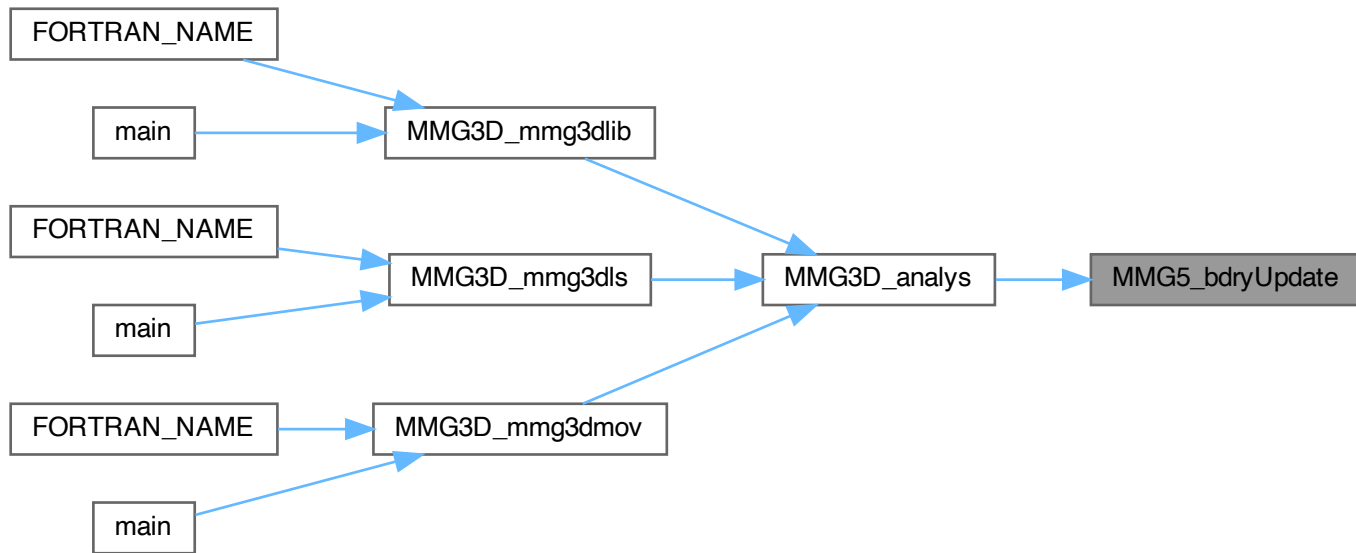 FORTRAN_NAME
main
MMG3D_mmg3dlib
FORTRAN_NAME
main
MMG3D_mmg3dls
MMG3D_analys
MMG5_bdryUpdate
FORTRAN_NAME
main
MMG3D_mmg3dmov